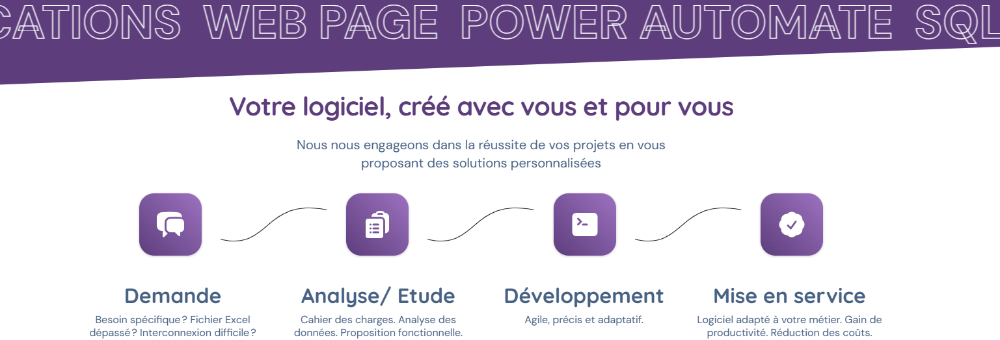 CATIONS WEB PAGE POWER AUTOMATE SQL
Votre logiciel, créé avec vous et pour vous
Nous nous engageons dans la réussite de vos projets en vous
proposant des solutions personnalisées
Demande
Besoin spécifique ? Fichier Excel
dépassé ? Interconnexion difficile ?
Analyse/ Etude
Cahier des charges. Analyse des
données. Proposition fonctionnelle.
Développement
Agile, précis et adaptatif.
Mise en service
Logiciel adapté à votre métier. Gain de
productivité. Réduction des coûts.